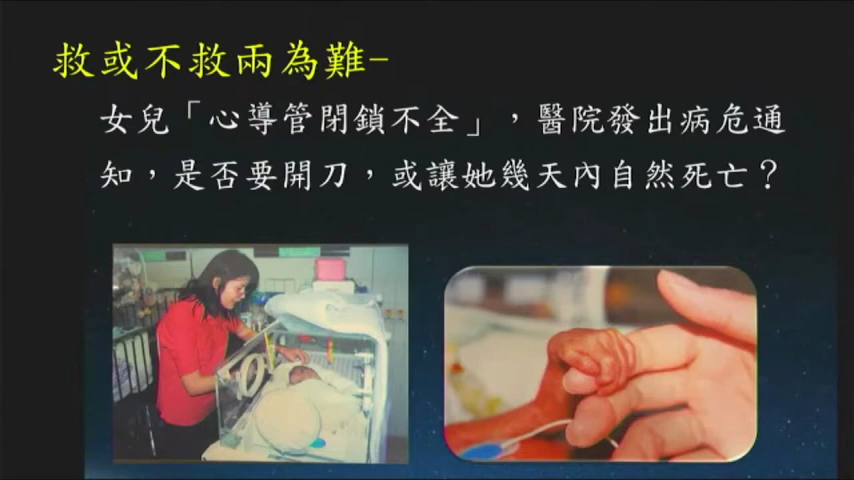 救或不救兩為難-
女兒「心導管閉鎖不全」，醫院發出病危通
知，是否要開刀，或讓她幾天內自然死亡？